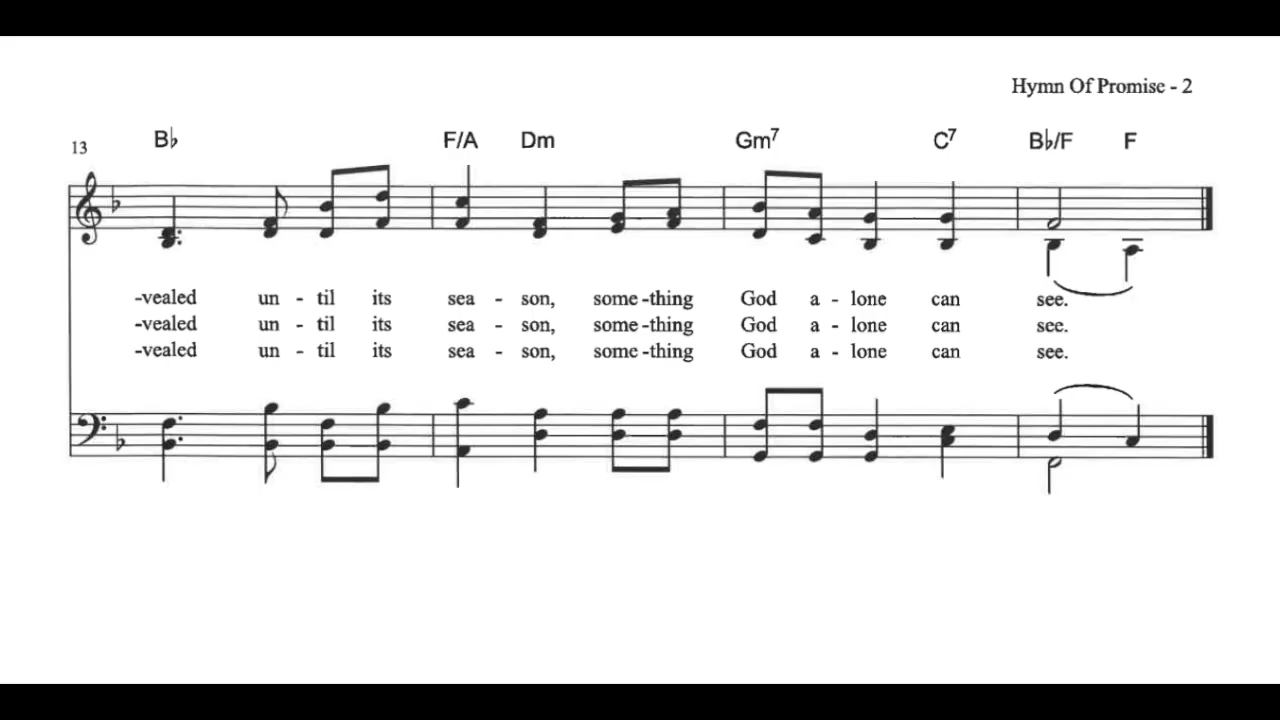 Hymn Of Promise - 2
13 B♭ F/A Dm Gm7 C7 B♭/F F
-vealed un - til its sea - son, some -thing God a - lone can see.
-vealed un - til its sea - son, some -thing God a - lone can see.
-vealed un - til its sea - son, some -thing God a - lone can see.